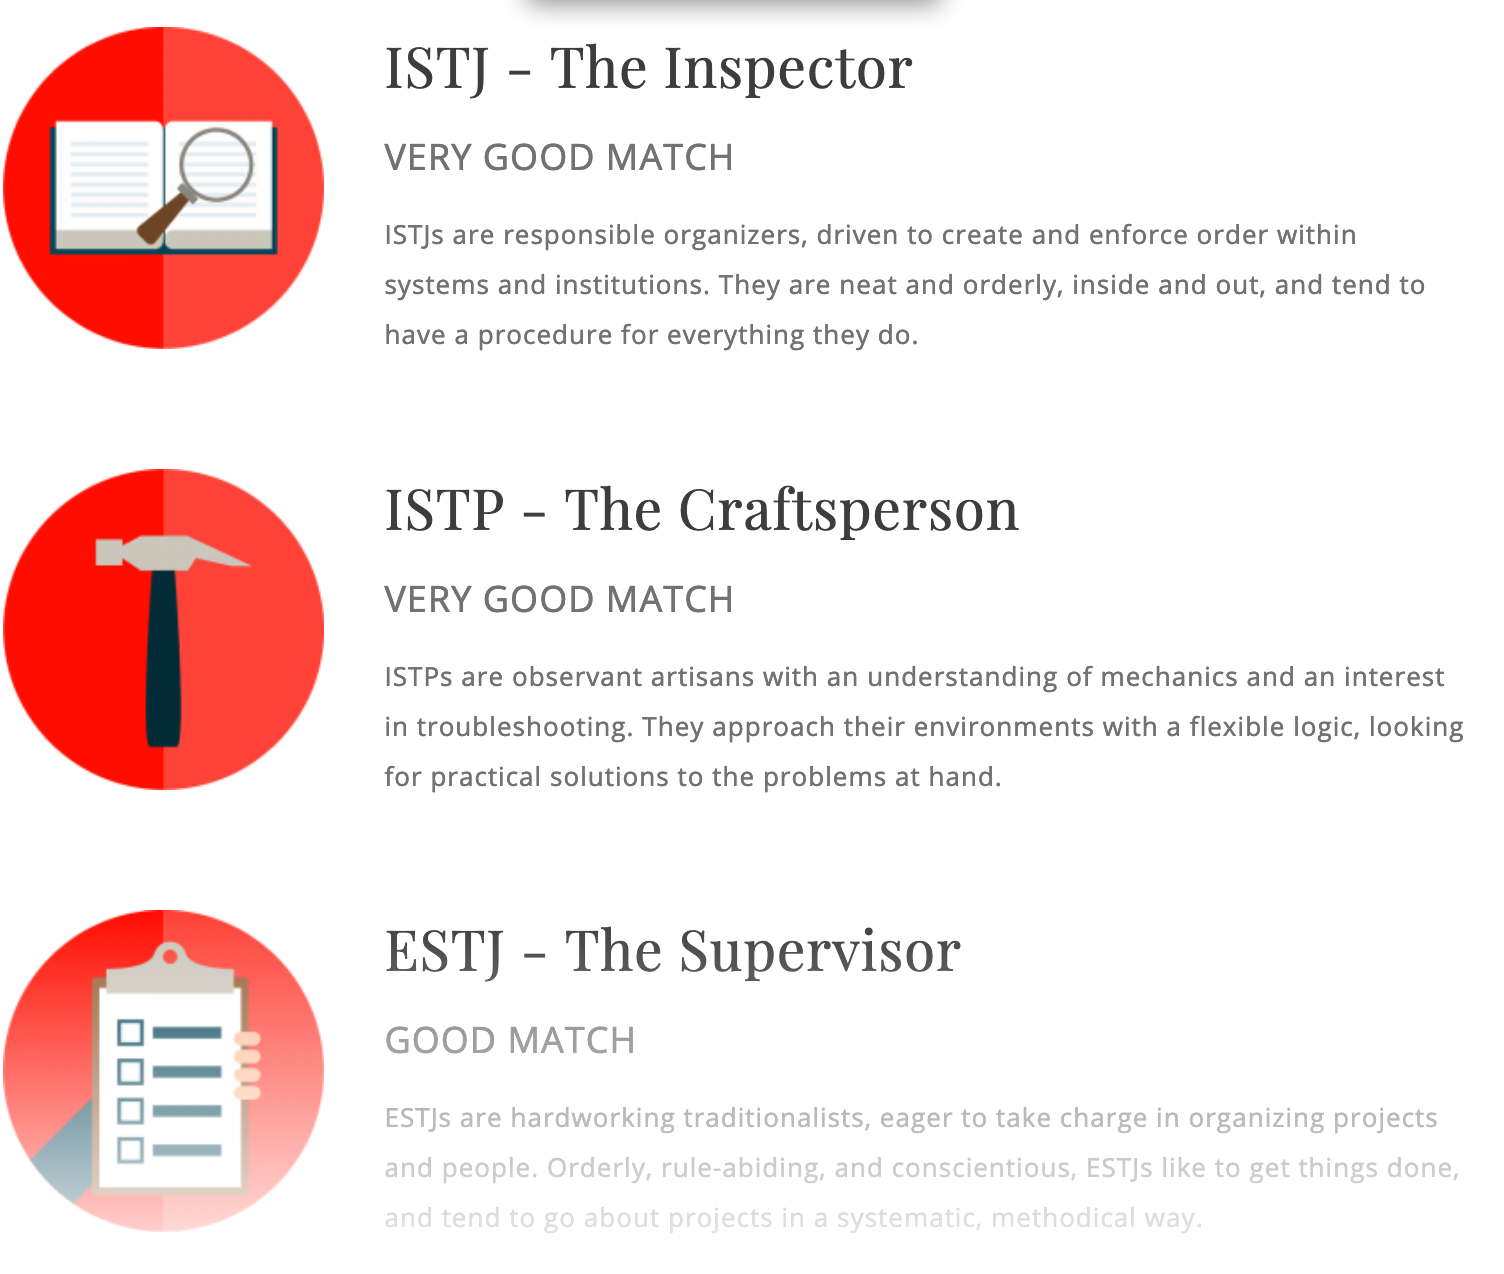 ISTJ - The Inspector
VERY GOOD MATCH
ISTJs are responsible organizers, driven to create and enforce order within
systems and institutions. They are neat and orderly, inside and out, and tend to
have a procedure for everything they do.
ISTP - The Craftsperson
VERY GOOD MATCH
ISTPs are observant artisans with an understanding of mechanics and an interest
in troubleshooting. They approach their environments with a flexible logic, looking
for practical solutions to the problems at hand.
ESTJ - The Supervisor
GOOD MATCH
ESTJs are hardworking traditionalists, eager to take charge in organizing projects
and people. Orderly, rule-abiding, and conscientious, ESTJs like to get things done,
and tend to go about projects in a systematic, methodical way.